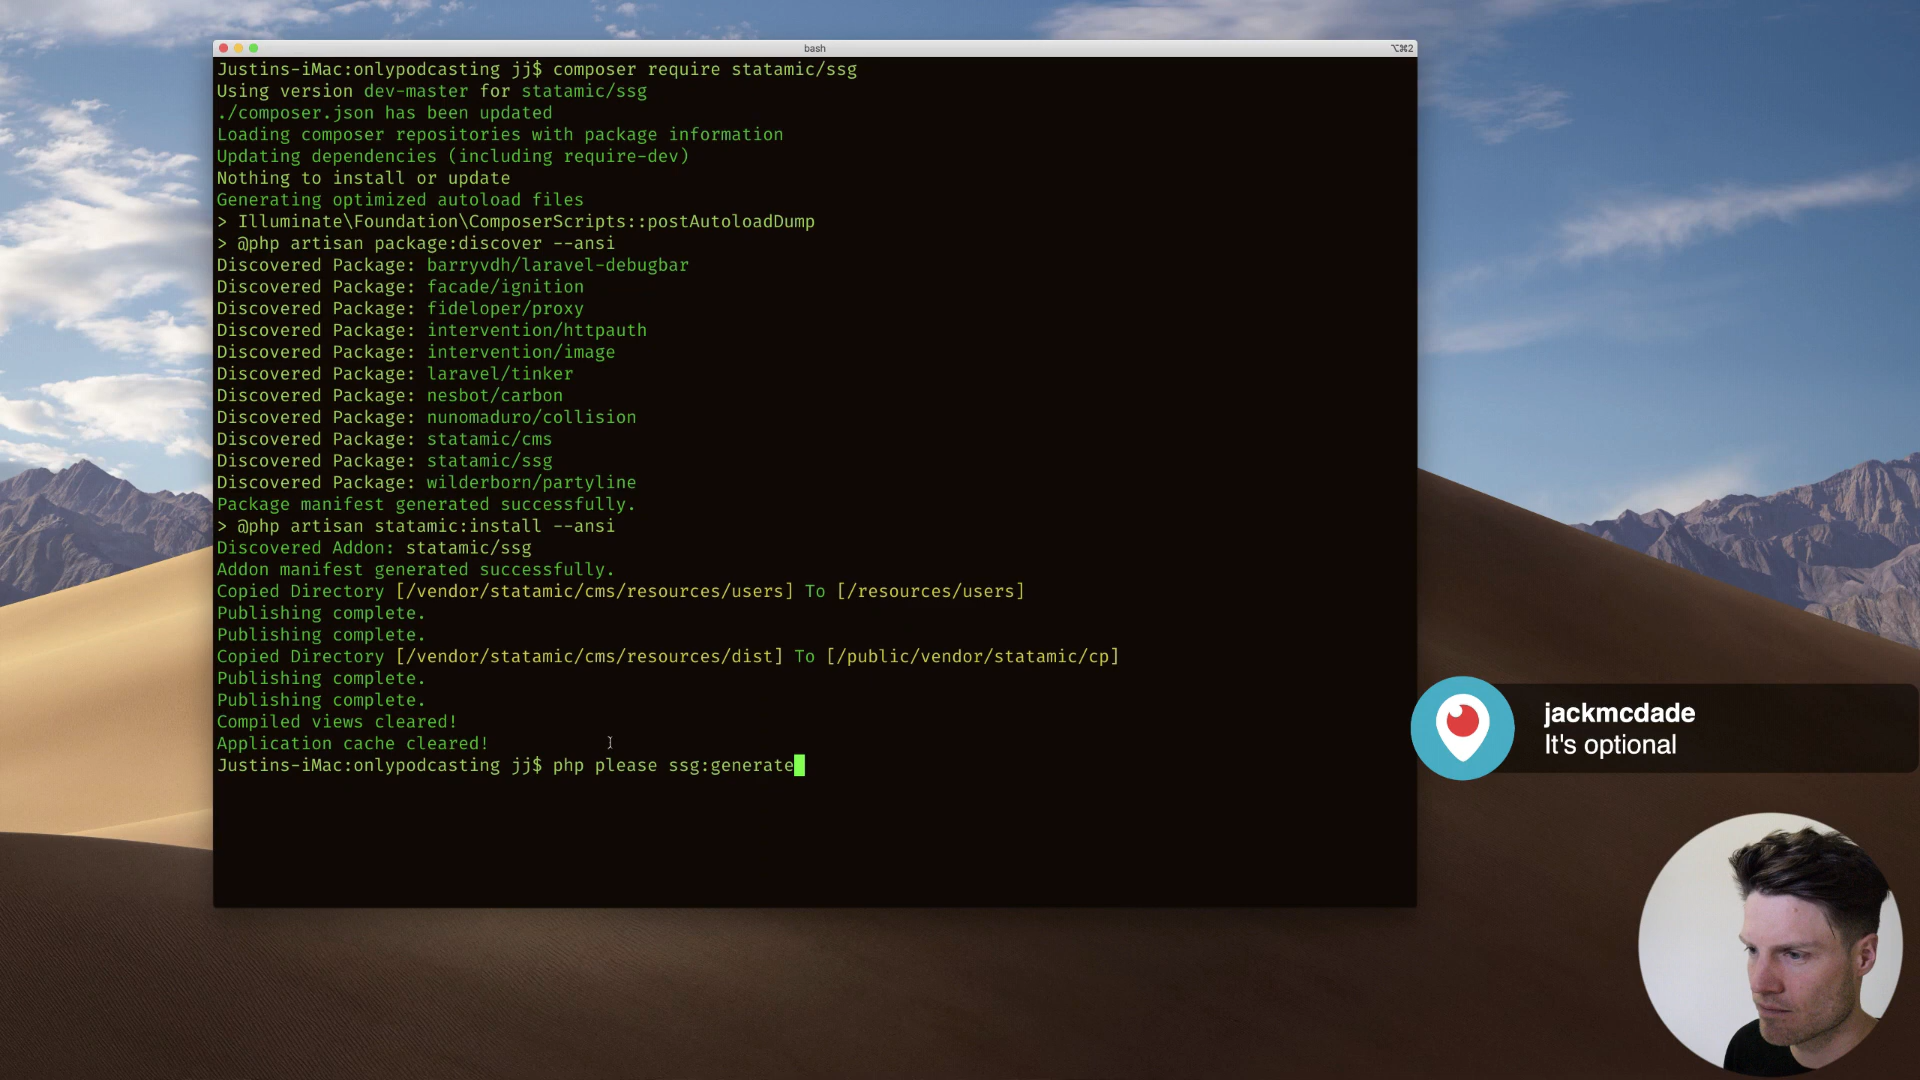 bash
⌥⌘2
Justins-iMac:onlypodcasting jj$ composer require statamic/ssg
Using version dev-master for statamic/ssg
./composer.json has been updated
Loading composer repositories with package information
Updating dependencies (including require-dev)
Nothing to install or update
Generating optimized autoload files
> Illuminate\Foundation\ComposerScripts::postAutoloadDump
> @php artisan package:discover --ansi
Discovered Package: barryvdh/laravel-debugbar
Discovered Package: facade/ignition
Discovered Package: fideloper/proxy
Discovered Package: intervention/httpauth
Discovered Package: intervention/image
Discovered Package: laravel/tinker
Discovered Package: nesbot/carbon
Discovered Package: nunomaduro/collision
Discovered Package: statamic/cms
Discovered Package: statamic/ssg
Discovered Package: wilderborn/partyline
Package manifest generated successfully.
> @php artisan statamic:install --ansi
Discovered Addon: statamic/ssg
Addon manifest generated successfully.
Copied Directory [/vendor/statamic/cms/resources/users] To [/resources/users]
Publishing complete.
Publishing complete.
Copied Directory [/vendor/statamic/cms/resources/dist] To [/public/vendor/statamic/cp]
Publishing complete.
Publishing complete.
Compiled views cleared!
Application cache cleared!
Justins-iMac:onlypodcasting jj$ php please ssg:generate
jackmcdade
It's optional